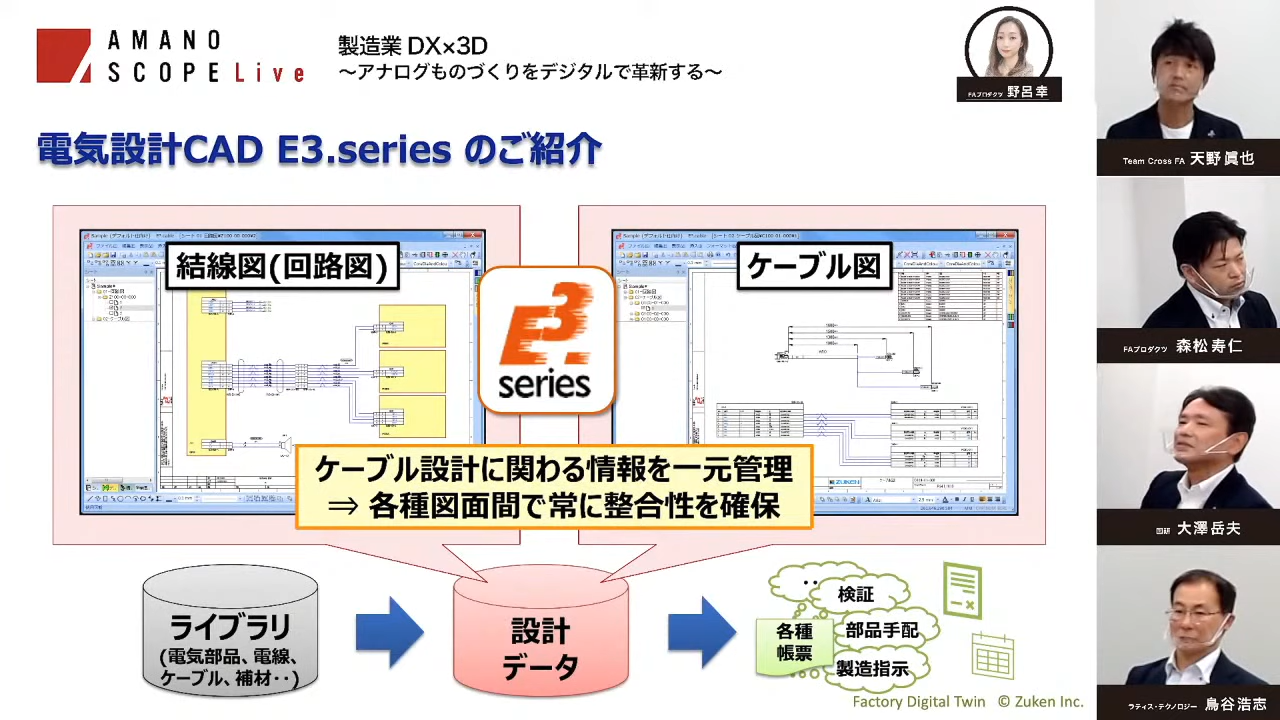 AMANO
SCOPE Live
製造業 DX×3D
～アナログものづくりをデジタルで革新する～
FAプロダクツ 野呂幸
電気設計CAD E3.series のご紹介
結線図(回路図)
ケーブル図
E3.
series
ZUKEN
ケーブル設計に関わる情報を一元管理
⇒ 各種図面間で常に整合性を確保
ライブラリ
(電気部品、電線、
ケーブル、補材‥)
設計
データ
各種
帳票
‥
検証
部品手配
製造指示
Factory Digital Twin © Zuken Inc.
Team Cross FA 天野眞也
FAプロダクツ 森松寿仁
図研 大澤岳夫
ラティス・テクノロジー 鳥谷浩志